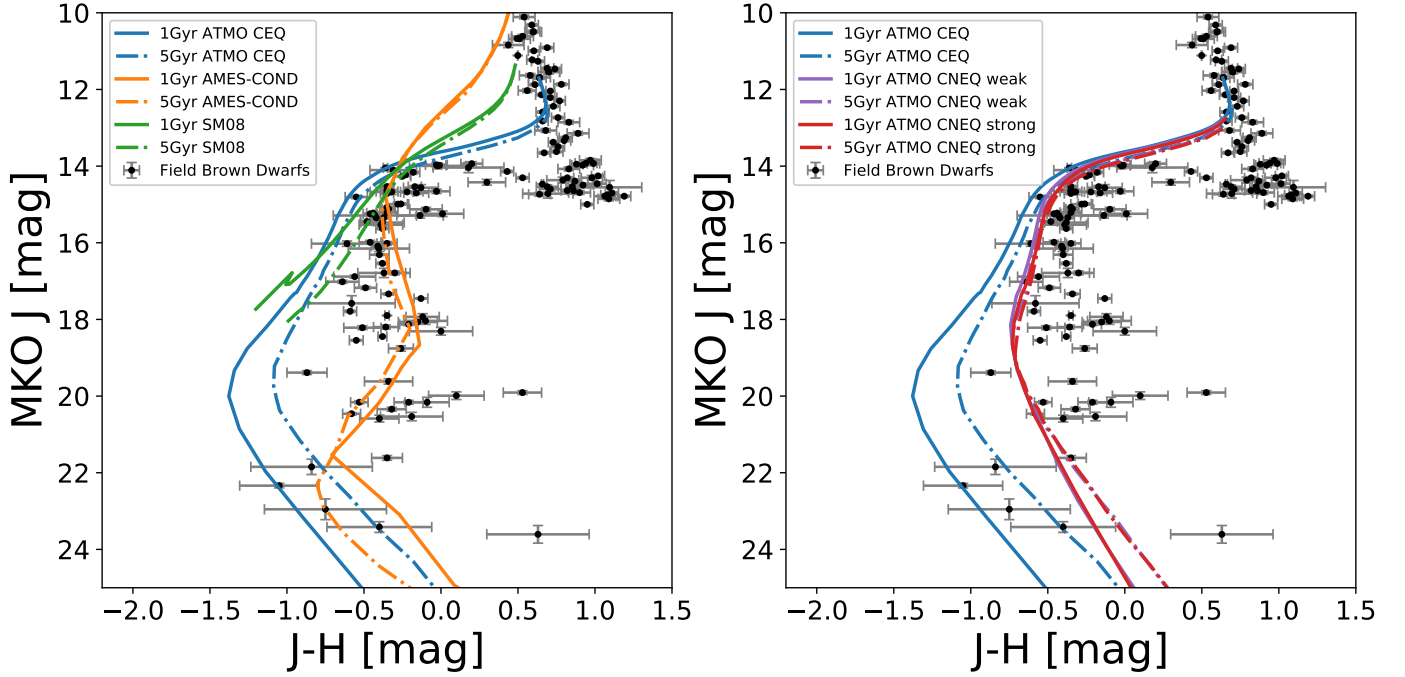 10
12
14
16
18
20
22
24
MKO J [mag]
1Gyr ATMO CEQ
5Gyr ATMO CEQ
1Gyr AMES-COND
5Gyr AMES-COND
1Gyr SM08
5Gyr SM08
Field Brown Dwarfs
−2.0 −1.5 −1.0 −0.5 0.0 0.5 1.0 1.5
J-H [mag]
10
12
14
16
18
20
22
24
MKO J [mag]
1Gyr ATMO CEQ
5Gyr ATMO CEQ
1Gyr ATMO CNEQ weak
5Gyr ATMO CNEQ weak
1Gyr ATMO CNEQ strong
5Gyr ATMO CNEQ strong
Field Brown Dwarfs
−2.0 −1.5 −1.0 −0.5 0.0 0.5 1.0 1.5
J-H [mag]